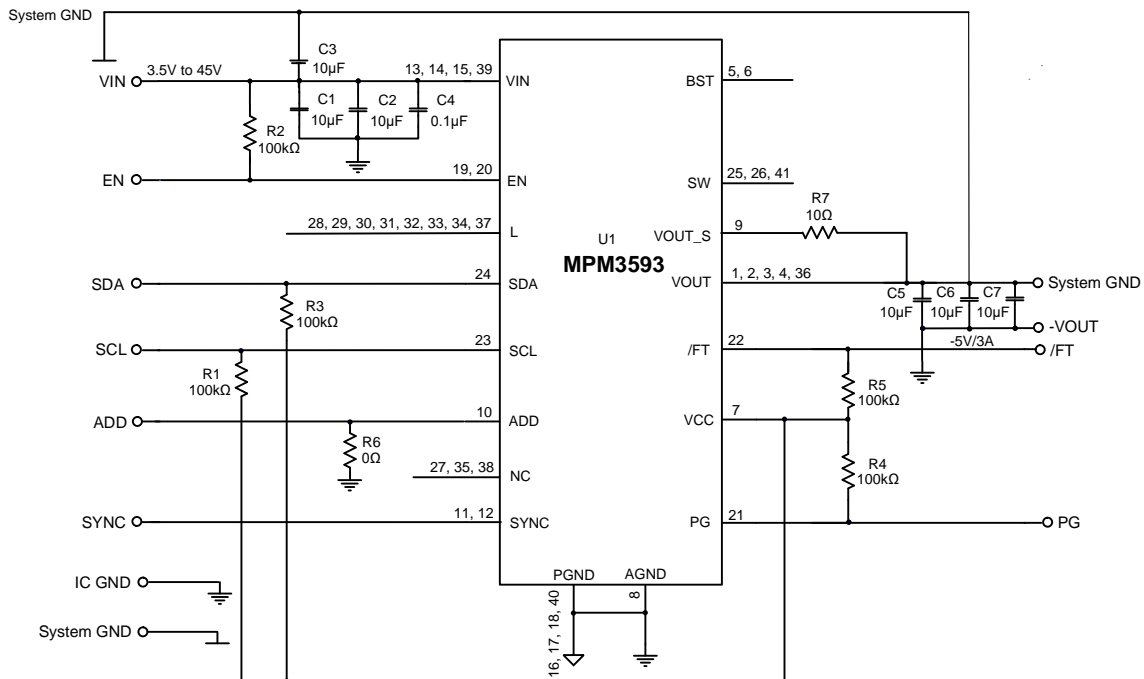 System GND
C3
10µF
VIN
3.5V to 45V
13, 14, 15, 39
VIN
BST
5, 6
C1
10µF
C2
10µF
C4
0.1µF
R2
100kΩ
EN
19, 20
EN
SW
25, 26, 41
28, 29, 30, 31, 32, 33, 34, 37
L
U1
MPM3593
VOUT_S
9
R7
10Ω
SDA
24
SDA
VOUT
1, 2, 3, 4, 36
System GND
C5
10µF
C6
10µF
C7
10µF
-VOUT
R3
100kΩ
SCL
23
SCL
/FT
22
-5V/3A
/FT
R1
100kΩ
R5
100kΩ
ADD
10
ADD
VCC
7
R6
0Ω
R4
100kΩ
27, 35, 38
NC
SYNC
11, 12
SYNC
PG
21
PG
IC GND
PGND
AGND
16, 17, 18, 40
8
System GND